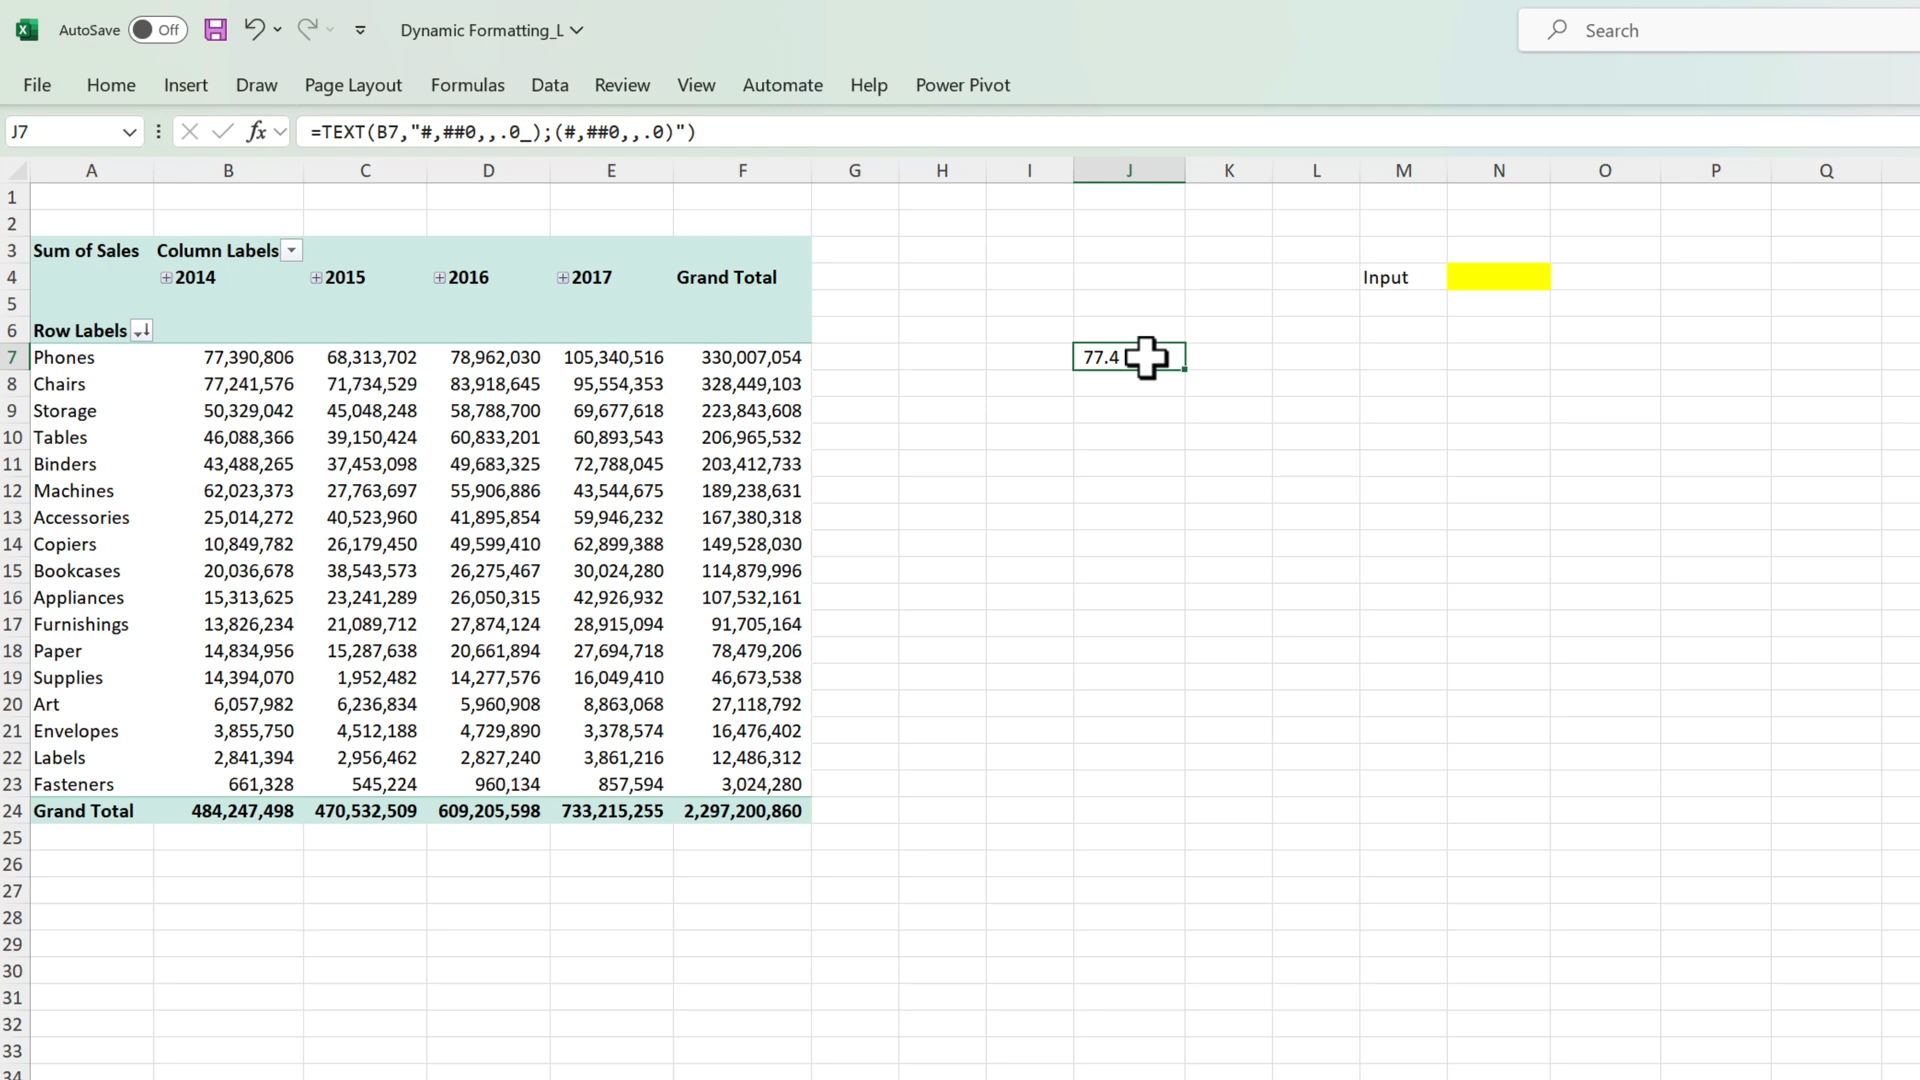 AutoSave Off Dynamic Formatting_L Search
File Home Insert Draw Page Layout Formulas Data Review View Automate Help Power Pivot
J7 fx =TEXT(B7,"#,##0,,.0_);(#,##0,,.0)")
A B C D E F G H I J K L M N O P Q
1
2
3 Sum of Sales Column Labels
4 2014 2015 2016 2017 Grand Total Input
5
6 Row Labels
7 Phones 77,390,806 68,313,702 78,962,030 105,340,516 330,007,054 77.4
8 Chairs 77,241,576 71,734,529 83,918,645 95,554,353 328,449,103
9 Storage 50,329,042 45,048,248 58,788,700 69,677,618 223,843,608
10 Tables 46,088,366 39,150,424 60,833,201 60,893,543 206,965,532
11 Binders 43,488,265 37,453,098 49,683,325 72,788,045 203,412,733
12 Machines 62,023,373 27,763,697 55,906,886 43,544,675 189,238,631
13 Accessories 25,014,272 40,523,960 41,895,854 59,946,232 167,380,318
14 Copiers 10,849,782 26,179,450 49,599,410 62,899,388 149,528,030
15 Bookcases 20,036,678 38,543,573 26,275,467 30,024,280 114,879,996
16 Appliances 15,313,625 23,241,289 26,050,315 42,926,932 107,532,161
17 Furnishings 13,826,234 21,089,712 27,874,124 28,915,094 91,705,164
18 Paper 14,834,956 15,287,638 20,661,894 27,694,718 78,479,206
19 Supplies 14,394,070 1,952,482 14,277,576 16,049,410 46,673,538
20 Art 6,057,982 6,236,834 5,960,908 8,863,068 27,118,792
21 Envelopes 3,855,750 4,512,188 4,729,890 3,378,574 16,476,402
22 Labels 2,841,394 2,956,462 2,827,240 3,861,216 12,486,312
23 Fasteners 661,328 545,224 960,134 857,594 3,024,280
24 Grand Total 484,247,498 470,532,509 609,205,598 733,215,255 2,297,200,860
25
26
27
28
29
30
31
32
33
34